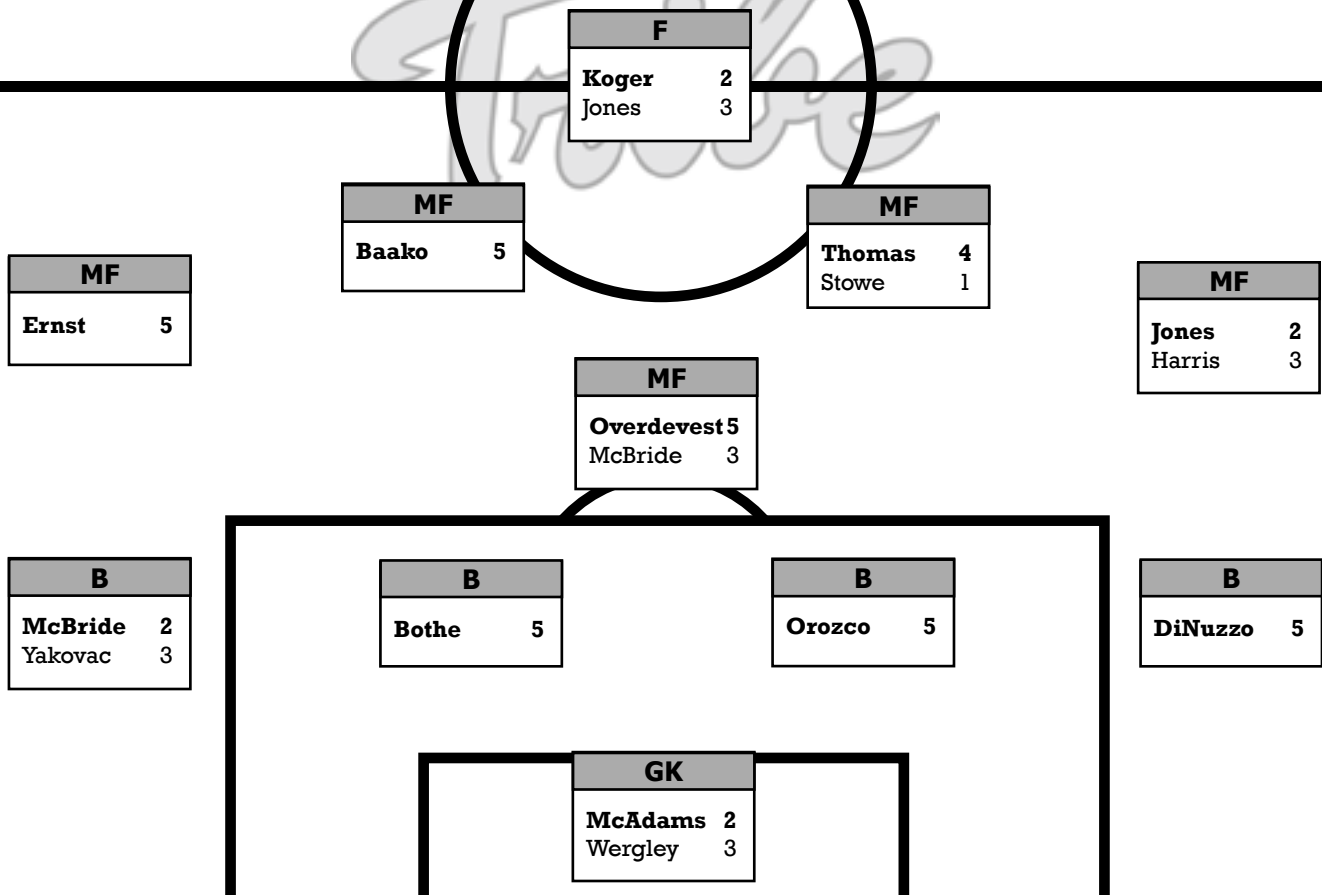 Tribe
F
Koger 2
Jones 3
MF
Baako 5
MF
Thomas 4
Stowe 1
MF
Ernst 5
MF
Jones 2
Harris 3
MF
Overdevest 5
McBride 3
B
McBride 2
Yakovac 3
B
Bothe 5
B
Orozco 5
B
DiNuzzo 5
GK
McAdams 2
Wergley 3